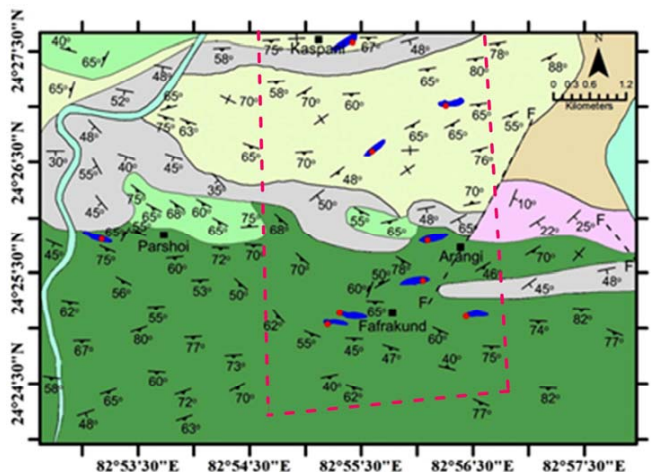 24°27'30"N
24°26'30"N
24°25'30"N
24°24'30"N
40° 65° 58° 75° Kaspani 67° 48° 78° N
65° 48° 65° 80° 88°
52° 65° 58° 70° 60° 0 0.3 0.6 1.2
Kilometers
75° 63° 70° 65° 65° 65° 55° F
48°
30° 55° 40° 45° 65° 70° 76°
35° 48° 70°
45° 75° 65° 68° 60° 75° 68° 50° 55° 65° 48° 65° 10° 22° 25° F
45° 75° Parshoi 72° 70° 70° 78° Arangi 70°
60° 50° 46° 48° F
56° 53° 50° 60° F 45°
62° 55° 62° 65° Fafrakund 82°
67° 80° 77° 55° 45° 47° 60° 75° 74° 77°
73° 40°
58° 65° 60° 72° 70° 40° 62° 82°
48° 63° 77°
82°53'30"E 82°54'30"E 82°55'30"E 82°56'30"E 82°57'30"E